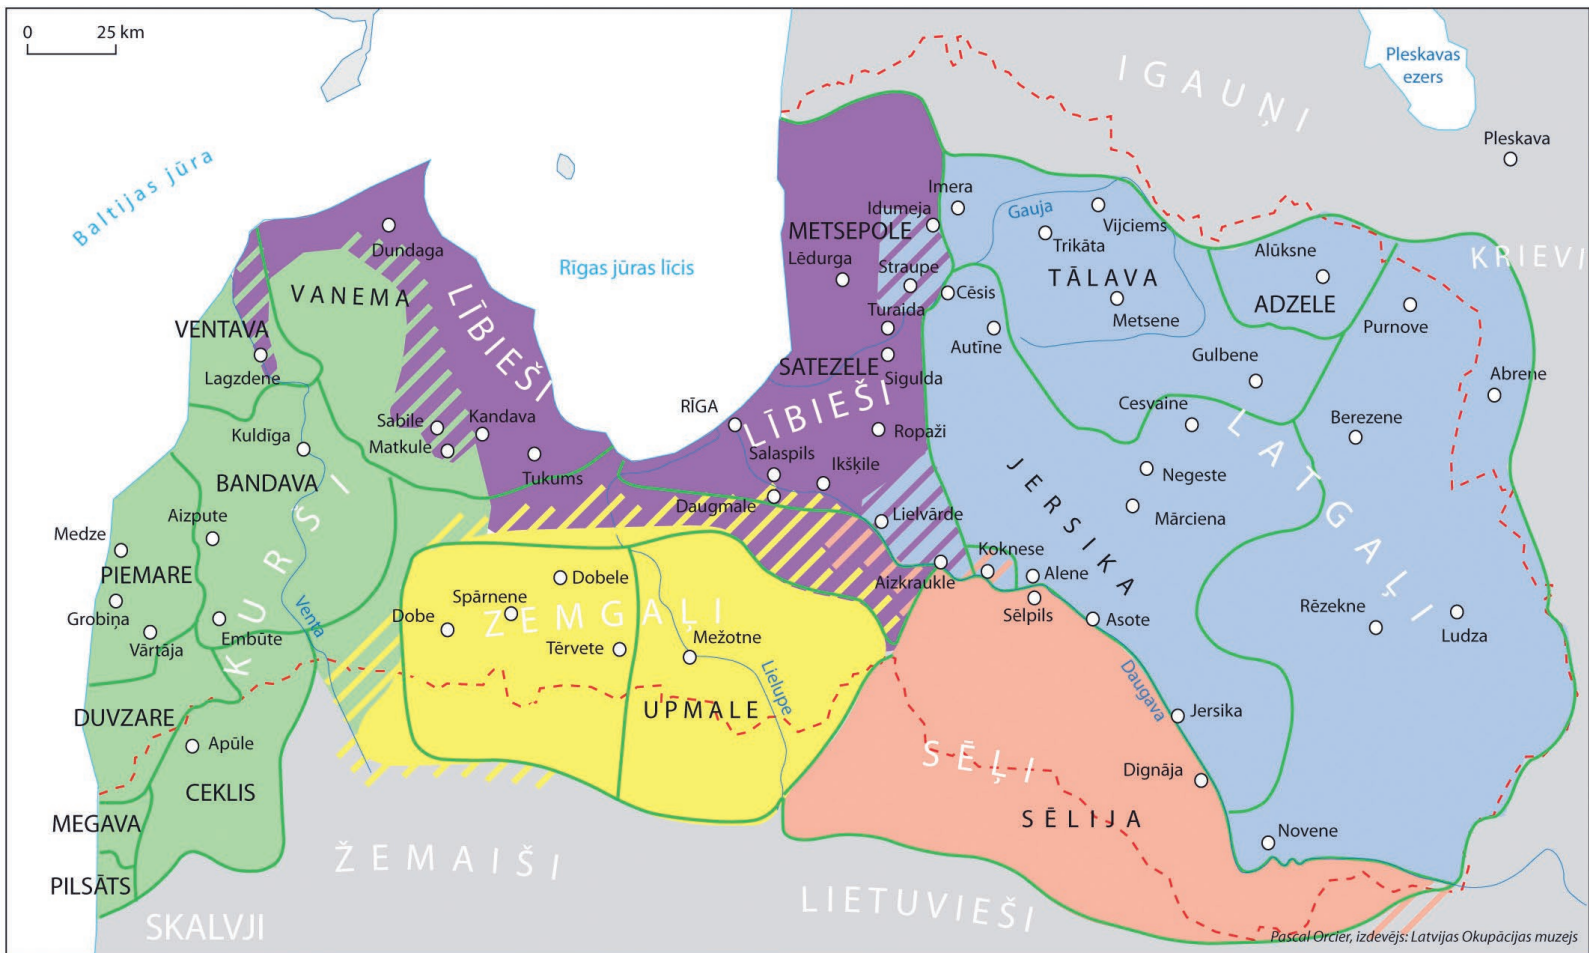 0 25 km
Baltijas jūra
Rīgas jūras līcis
Pleskavas
ezers
IGAUŅI
Pleskava
KRIEVI
Imera
Idumeja
METSEPOLE
Lēdurga
Straupe
Turaida
Cēsis
Gauja
Vijciems
Trikāta
TĀLAVA
Metsene
Autīne
Alūksne
ADZELE
Purnove
Gulbene
Abrene
Cesvaine
Berezene
Dundaga
VANEMA
LĪBIEŠI
VENTAVA
Lagzdene
SATEZELE
Sigulda
LĪBIEŠI
RĪGA
Ropaži
Sabile
Kandava
Matkule
Tukums
Kuldīga
BANDAVA
Salaspils
Ikšķile
Daugmale
Lielvārde
LATGAĻI
JERSIKA
Negeste
Mārciena
Aizpute
Medze
PIEMARE
KURŠI
Grobiņa
Vārtāja
Embūte
Venta
Koknese
Aizkraukle
Alene
Sēlpils
Asote
Rēzekne
Ludza
Dobele
Spārnene
Dobe
ZEMGAĻI
Tērvete
Mežotne
Lielupe
UPMALE
Daugava
Jersika
DUVZARE
Apūle
CEKLIS
SĒĻI
Dignāja
SĒLIJA
MEGAVA
Novene
PILSĀTS
ŽEMAIŠI
SKALVJI
LIETUVIEŠI
Pascal Orcier, izdevējs: Latvijas Okupācijas muzejs